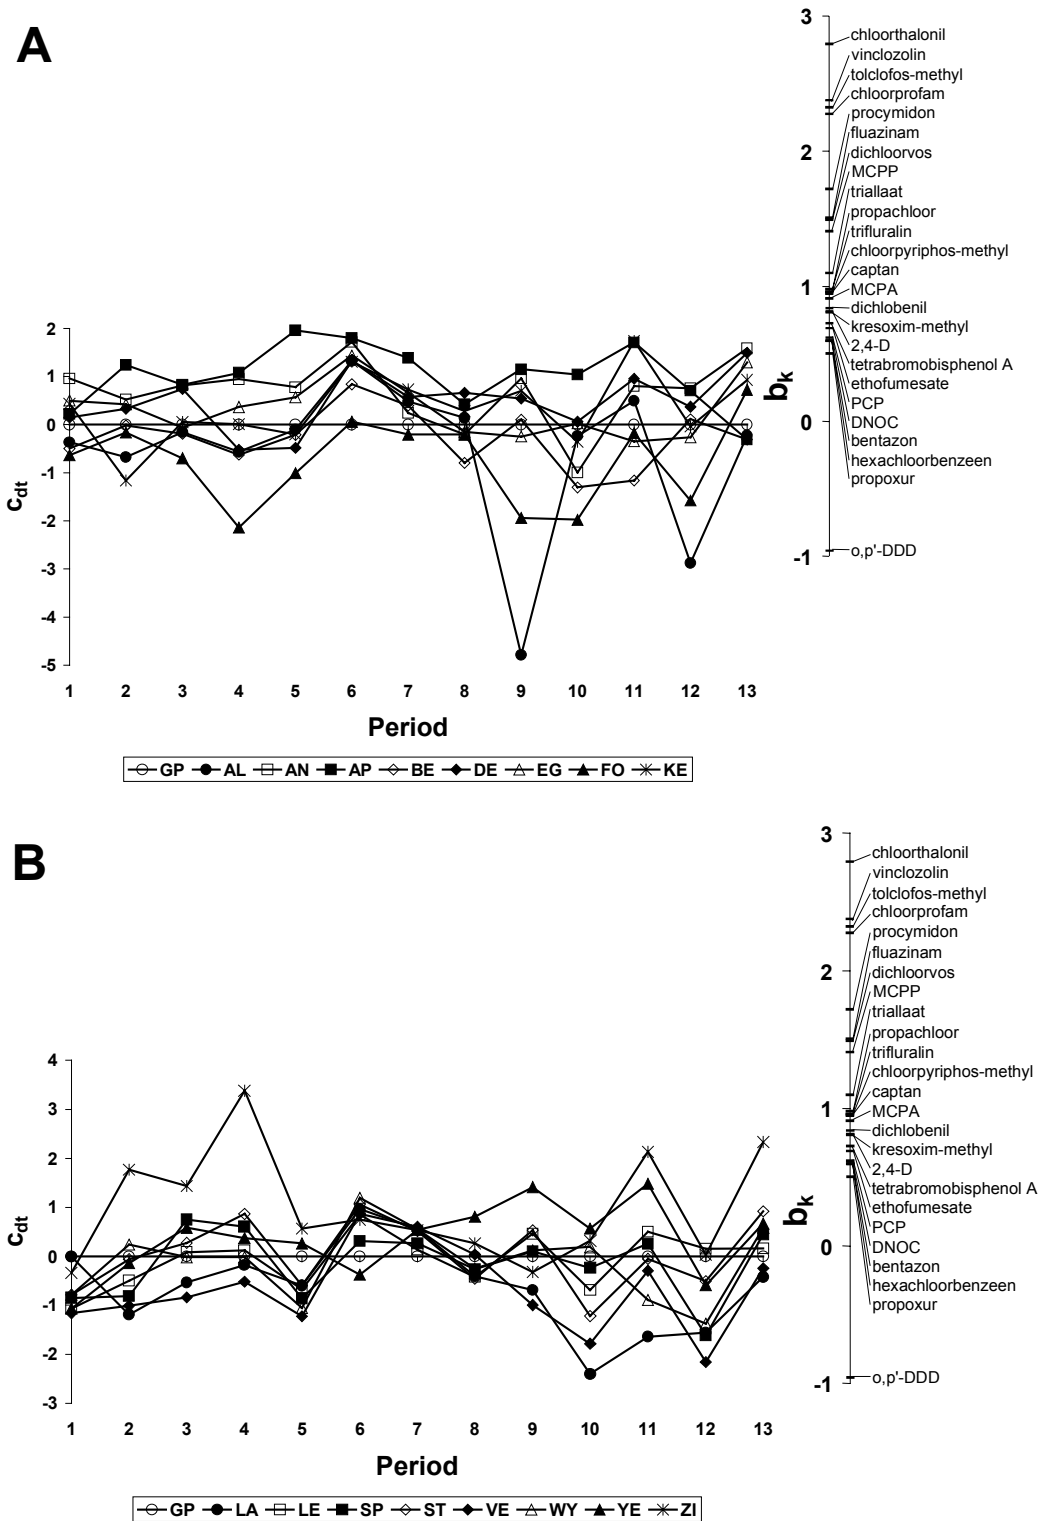 A
3
2
1
0
-1
b_k
chloorthalonil
vinclozolin
tolclofos-methyl
chloorprofam
procymidon
fluazinam
dichloorvos
MCPP
triallaat
propachloor
trifluralin
chloorpyriphos-methyl
captan
MCPA
dichlobenil
kresoxim-methyl
2,4-D
tetrabromobisphenol A
ethofumesate
PCP
DNOC
bentazon
hexachloorbenzeen
propoxur
o,p'-DDD
2
1
0
-1
-2
-3
-4
-5
c_dt
1 2 3 4 5 6 7 8 9 10 11 12 13
Period
GP AL AN AP BE DE EG FO KE
B
3
2
1
0
-1
b_k
chloorthalonil
vinclozolin
tolclofos-methyl
chloorprofam
procymidon
fluazinam
dichloorvos
MCPP
triallaat
propachloor
trifluralin
chloorpyriphos-methyl
captan
MCPA
dichlobenil
kresoxim-methyl
2,4-D
tetrabromobisphenol A
ethofumesate
PCP
DNOC
bentazon
hexachloorbenzeen
propoxur
o,p'-DDD
4
3
2
1
0
-1
-2
-3
c_dt
1 2 3 4 5 6 7 8 9 10 11 12 13
Period
GP LA LE SP ST VE WY YE ZI